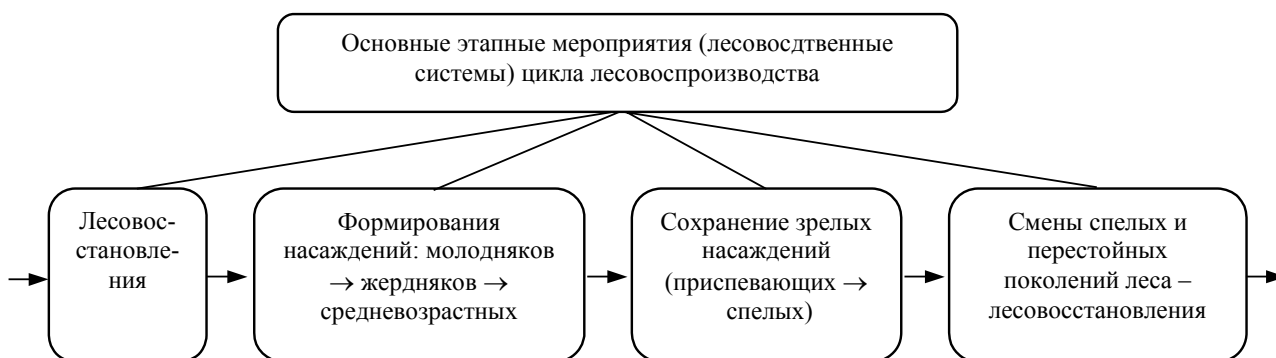 Основные этапные мероприятия (лесовосдтвенные
системы) цикла лесовоспроизводства
Лесовос-
становле-
ния
Формирования
насаждений: молодняков
→ жердняков →
средневозрастных
Сохранение зрелых
насаждений
(приспевающих →
спелых)
Смены спелых и
перестойных
поколений леса –
лесовосстановления